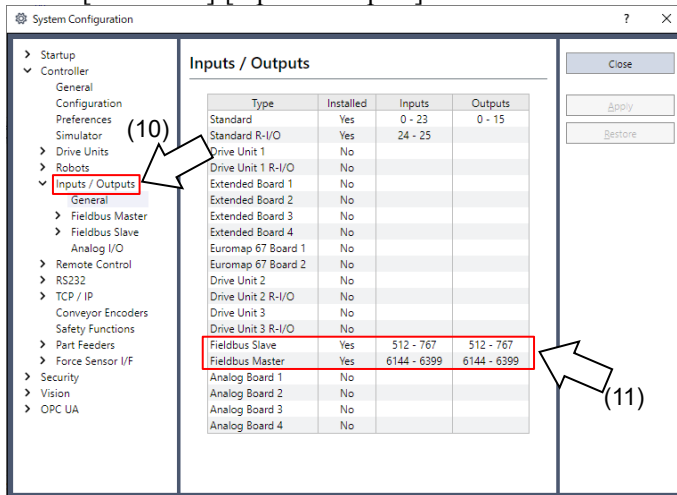 System Configuration ? ×
Startup
Controller
General
Configuration
Preferences
Simulator
Drive Units
Robots
Inputs / Outputs
General
Fieldbus Master
Fieldbus Slave
Analog I/O
Remote Control
RS232
TCP / IP
Conveyor Encoders
Safety Functions
Part Feeders
Force Sensor I/F
Security
Vision
OPC UA
(10)
Inputs / Outputs
Type Installed Inputs Outputs
Standard Yes 0 - 23 0 - 15
Standard R-I/O Yes 24 - 25
Drive Unit 1 No
Drive Unit 1 R-I/O No
Extended Board 1 No
Extended Board 2 No
Extended Board 3 No
Extended Board 4 No
Euromap 67 Board 1 No
Euromap 67 Board 2 No
Drive Unit 2 No
Drive Unit 2 R-I/O No
Drive Unit 3 No
Drive Unit 3 R-I/O No
Fieldbus Slave Yes 512 - 767 512 - 767
Fieldbus Master Yes 6144 - 6399 6144 - 6399
Analog Board 1 No
Analog Board 2 No
Analog Board 3 No
Analog Board 4 No
(11)
Close
Apply
Restore